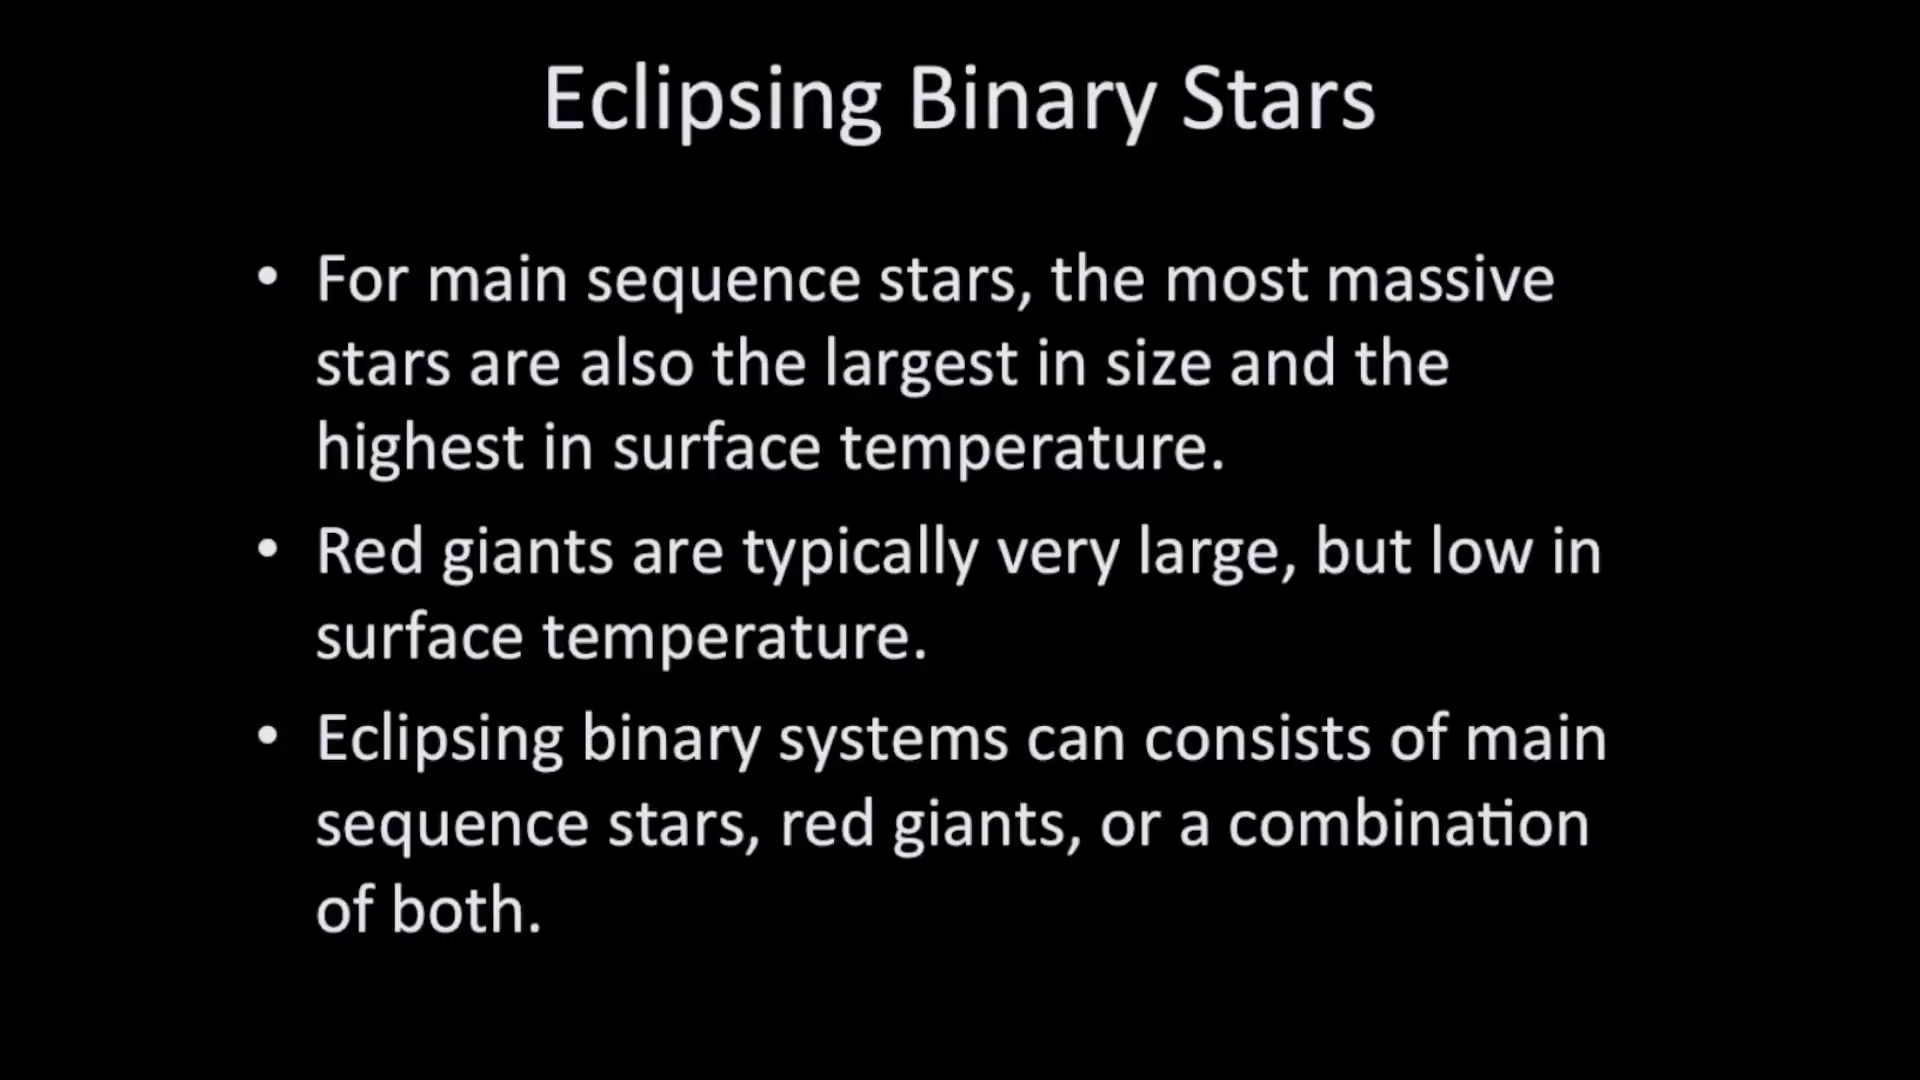 Eclipsing Binary Stars
• For main sequence stars, the most massive
stars are also the largest in size and the
highest in surface temperature.
• Red giants are typically very large, but low in
surface temperature.
• Eclipsing binary systems can consists of main
sequence stars, red giants, or a combination
of both.